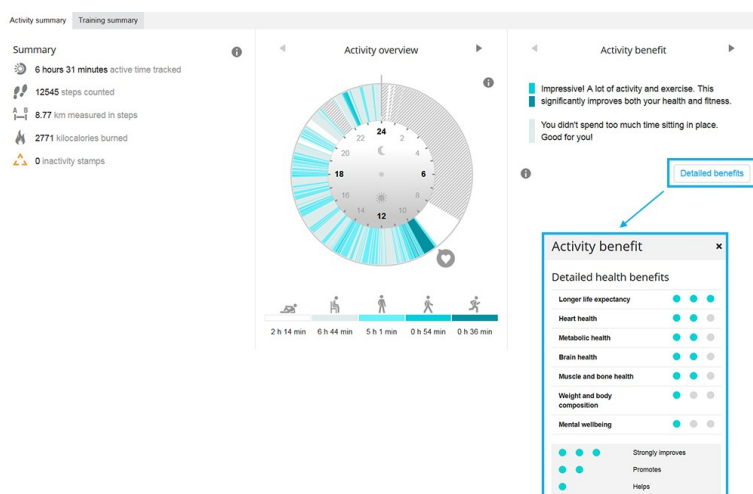 Activity summary
Training summary
Summary
6 hours 31 minutes active time tracked
12545 steps counted
A B
8.77 km measured in steps
2771 kilocalories burned
0 inactivity stamps
Activity overview
24
22
2
20
4
18
6
16
8
14
10
12
2 h 14 min
6 h 44 min
5 h 1 min
0 h 54 min
0 h 36 min
Activity benefit
Impressive! A lot of activity and exercise. This
significantly improves both your health and fitness.
You didn't spend too much time sitting in place.
Good for you!
Detailed benefits
Activity benefit
×
Detailed health benefits
Longer life expectancy
Heart health
Metabolic health
Brain health
Muscle and bone health
Weight and body
composition
Mental wellbeing
Strongly improves
Promotes
Helps